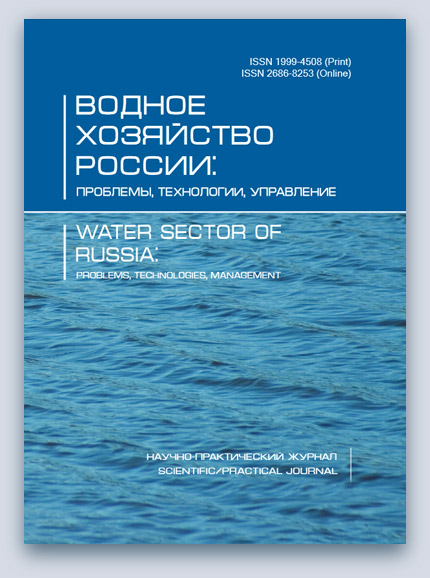 ISSN 1999-4508 (Print)
ISSN 2686-8253 (Online)
ВОДНОЕ
ХОЗЯЙСТВО
РОССИИ:
ПРОБЛЕМЫ, ТЕХНОЛОГИИ, УПРАВЛЕНИЕ
WATER SECTOR OF
RUSSIA:
PROBLEMS, TECHNOLOGIES, MANAGEMENT
НАУЧНО-ПРАКТИЧЕСКИЙ ЖУРНАЛ
SCIENTIFIC/PRACTICAL JOURNAL